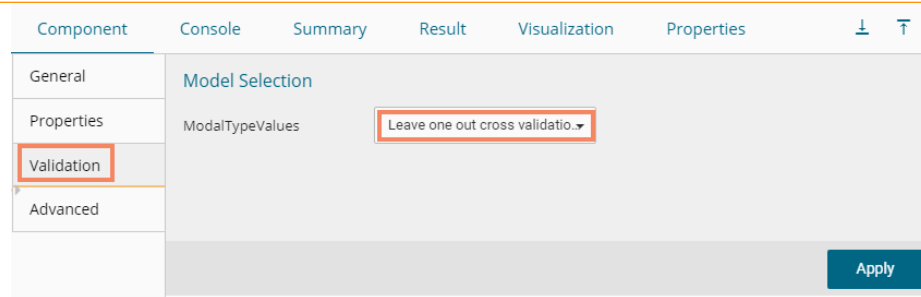 Component Console Summary Result Visualization Properties
General
Model Selection
Properties
ModalTypeValues Leave one out cross validatio..
Validation
Advanced
Apply